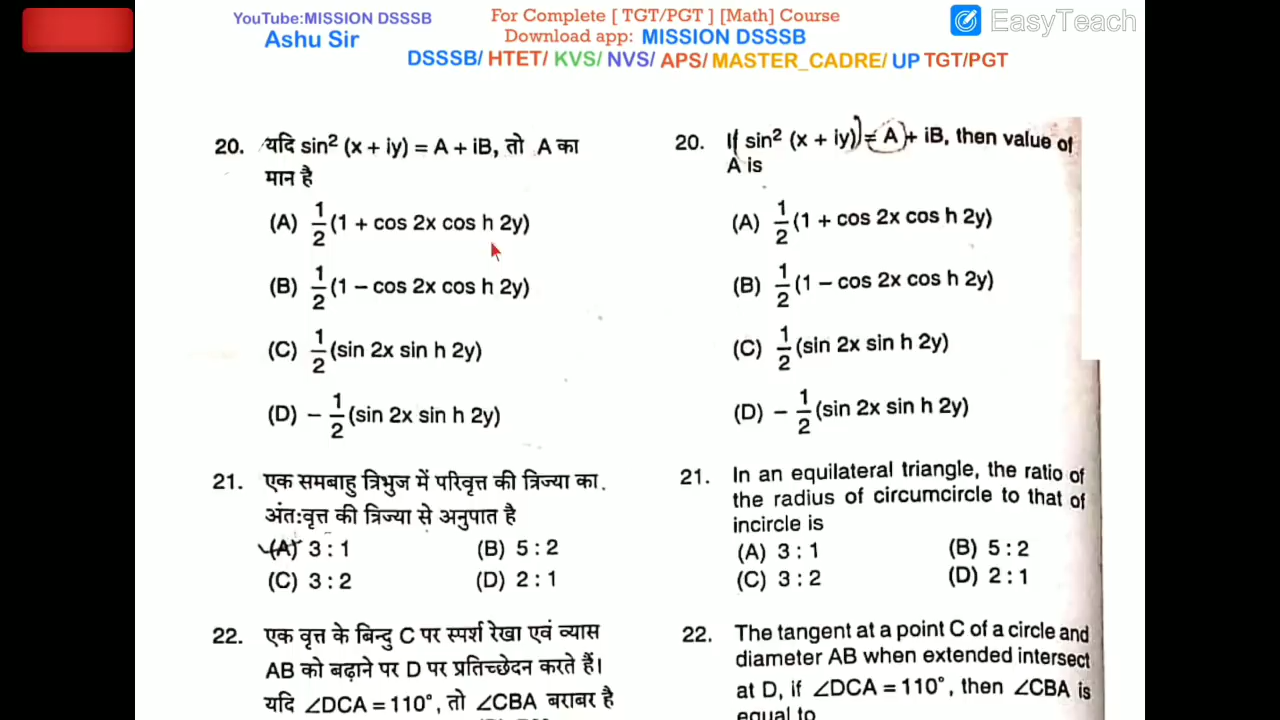 YouTube:MISSION DSSSB
Ashu Sir
For Complete [ TGT/PGT ] [Math] Course
Download app: MISSION DSSSB
DSSSB/ HTET/ KVS/ NVS/ APS/ MASTER_CADRE/ UP TGT/PGT
EasyTeach
20. यदि sin² (x + iy) = A + iB, तो A का
मान है
(A) 1/2 (1 + cos 2x cos h 2y)
(B) 1/2 (1 – cos 2x cos h 2y)
(C) 1/2 (sin 2x sin h 2y)
(D) – 1/2 (sin 2x sin h 2y)
21. एक समबाहु त्रिभुज में परिवृत्त की त्रिज्या का
अंतःवृत्त की त्रिज्या से अनुपात है
(A) 3 : 1 (B) 5 : 2
(C) 3 : 2 (D) 2 : 1
22. एक वृत्त के बिन्दु C पर स्पर्श रेखा एवं व्यास
AB को बढ़ाने पर D पर प्रतिच्छेदन करते हैं।
यदि ∠DCA = 110°, तो ∠CBA बराबर है
20. If sin² (x + iy) = A + iB, then value of
A is
(A) 1/2 (1 + cos 2x cos h 2y)
(B) 1/2 (1 – cos 2x cos h 2y)
(C) 1/2 (sin 2x sin h 2y)
(D) – 1/2 (sin 2x sin h 2y)
21. In an equilateral triangle, the ratio of
the radius of circumcircle to that of
incircle is
(A) 3 : 1 (B) 5 : 2
(C) 3 : 2 (D) 2 : 1
22. The tangent at a point C of a circle and
diameter AB when extended intersect
at D, if ∠DCA = 110°, then ∠CBA is
equal to